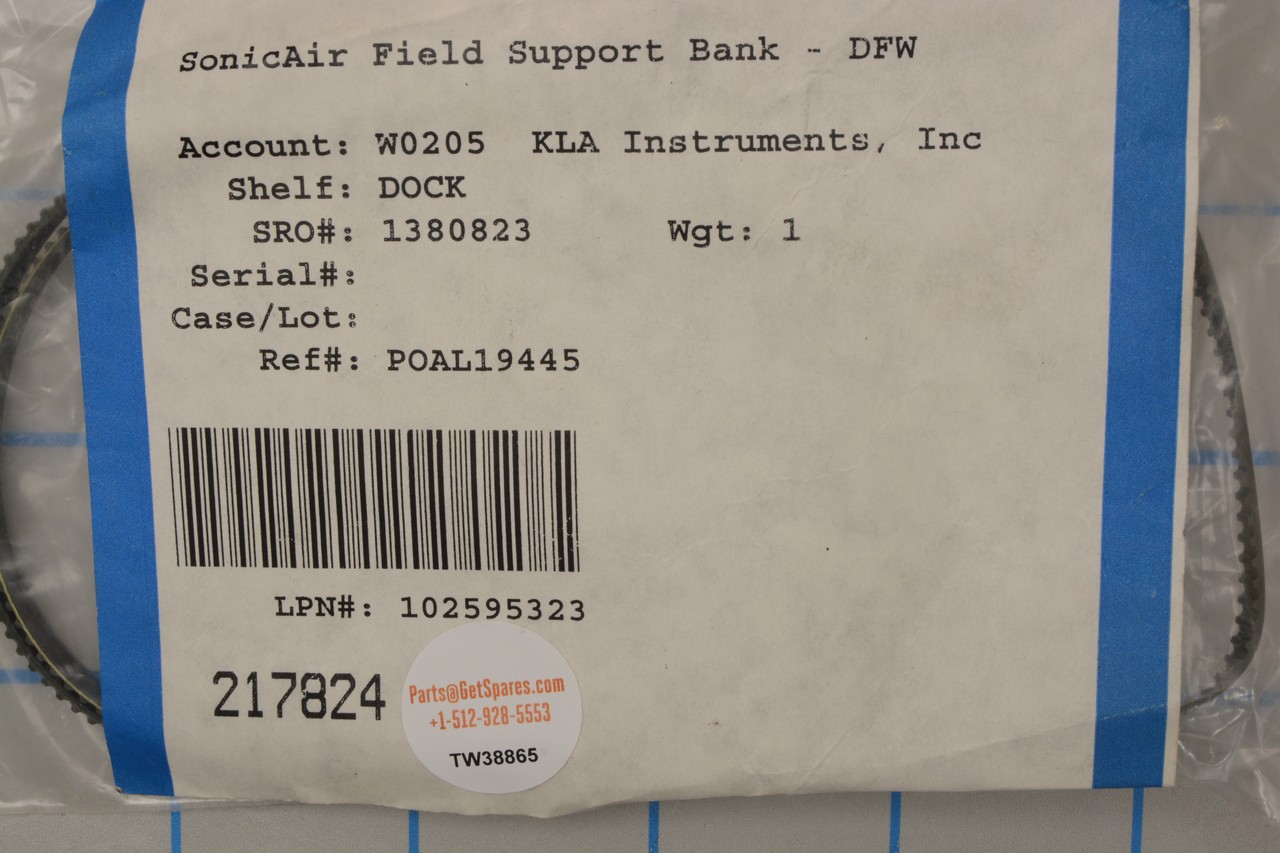 SonicAir Field Support Bank - DFW
Account: W0205 KLA Instruments, Inc
Shelf: DOCK
SRO#: 1380823 Wgt: 1
Serial#:
Case/Lot:
Ref#: POAL19445
LPN#: 102595323
217824
Parts@GetSpares.com
+1-512-928-5553
TW38865